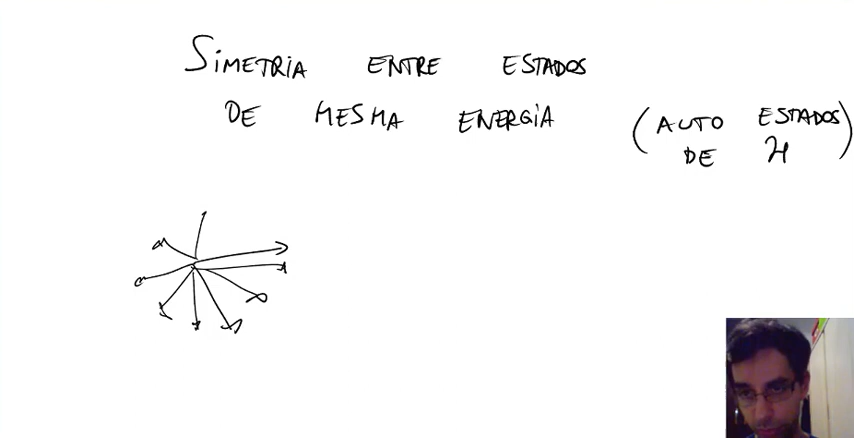 SIMETRIA ENTRE ESTADOS
DE MESMA ENERGIA (AUTO ESTADOS)
DE H